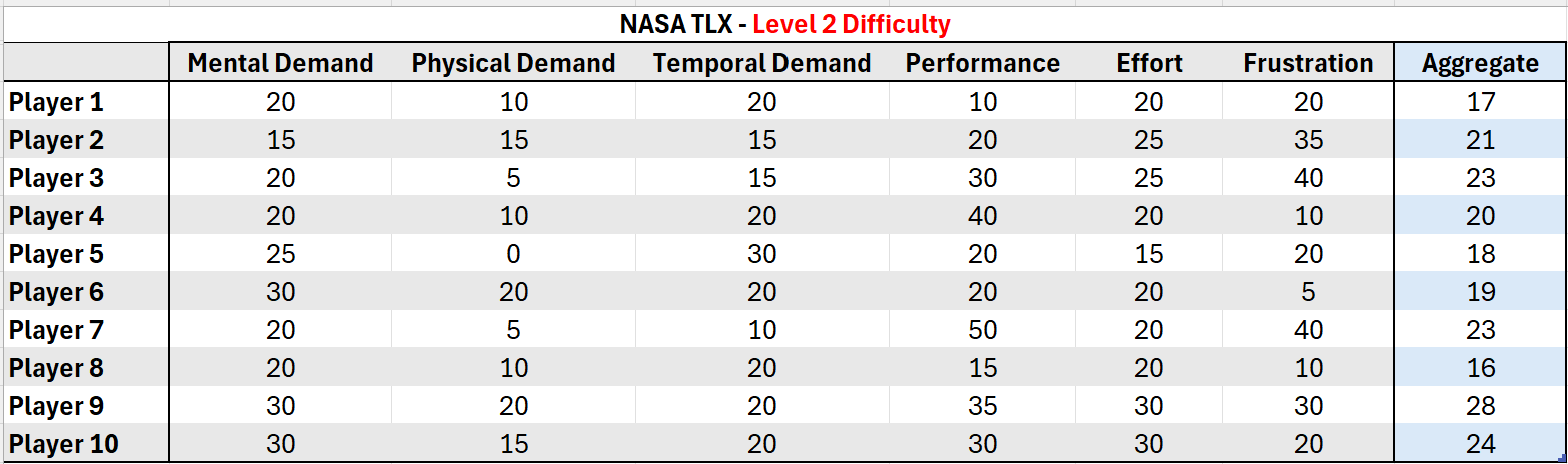 NASA TLX - Level 2 Difficulty
Mental Demand Physical Demand Temporal Demand Performance Effort Frustration Aggregate
Player 1 20 10 20 10 20 20 17
Player 2 15 15 15 20 25 35 21
Player 3 20 5 15 30 25 40 23
Player 4 20 10 20 40 20 10 20
Player 5 25 0 30 20 15 20 18
Player 6 30 20 20 20 20 5 19
Player 7 20 5 10 50 20 40 23
Player 8 20 10 20 15 20 10 16
Player 9 30 20 20 35 30 30 28
Player 10 30 15 20 30 30 20 24